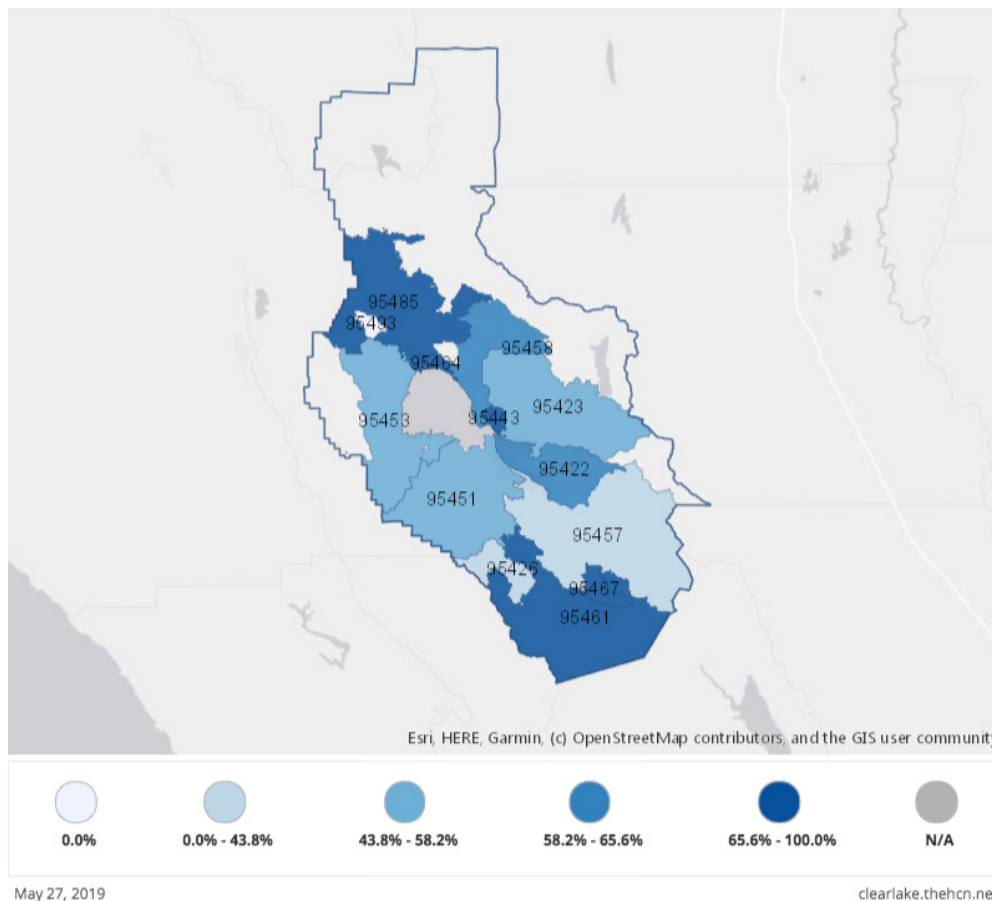 95485
95493
95458
95464
95423
95443
95453
95422
95451
95457
95426
95467
95461
Esri, HERE, Garmin, (c) OpenStreetMap contributors, and the GIS user community
0.0%
0.0% - 43.8%
43.8% - 58.2%
58.2% - 65.6%
65.6% - 100.0%
N/A
May 27, 2019
clearlake.thehcn.ne